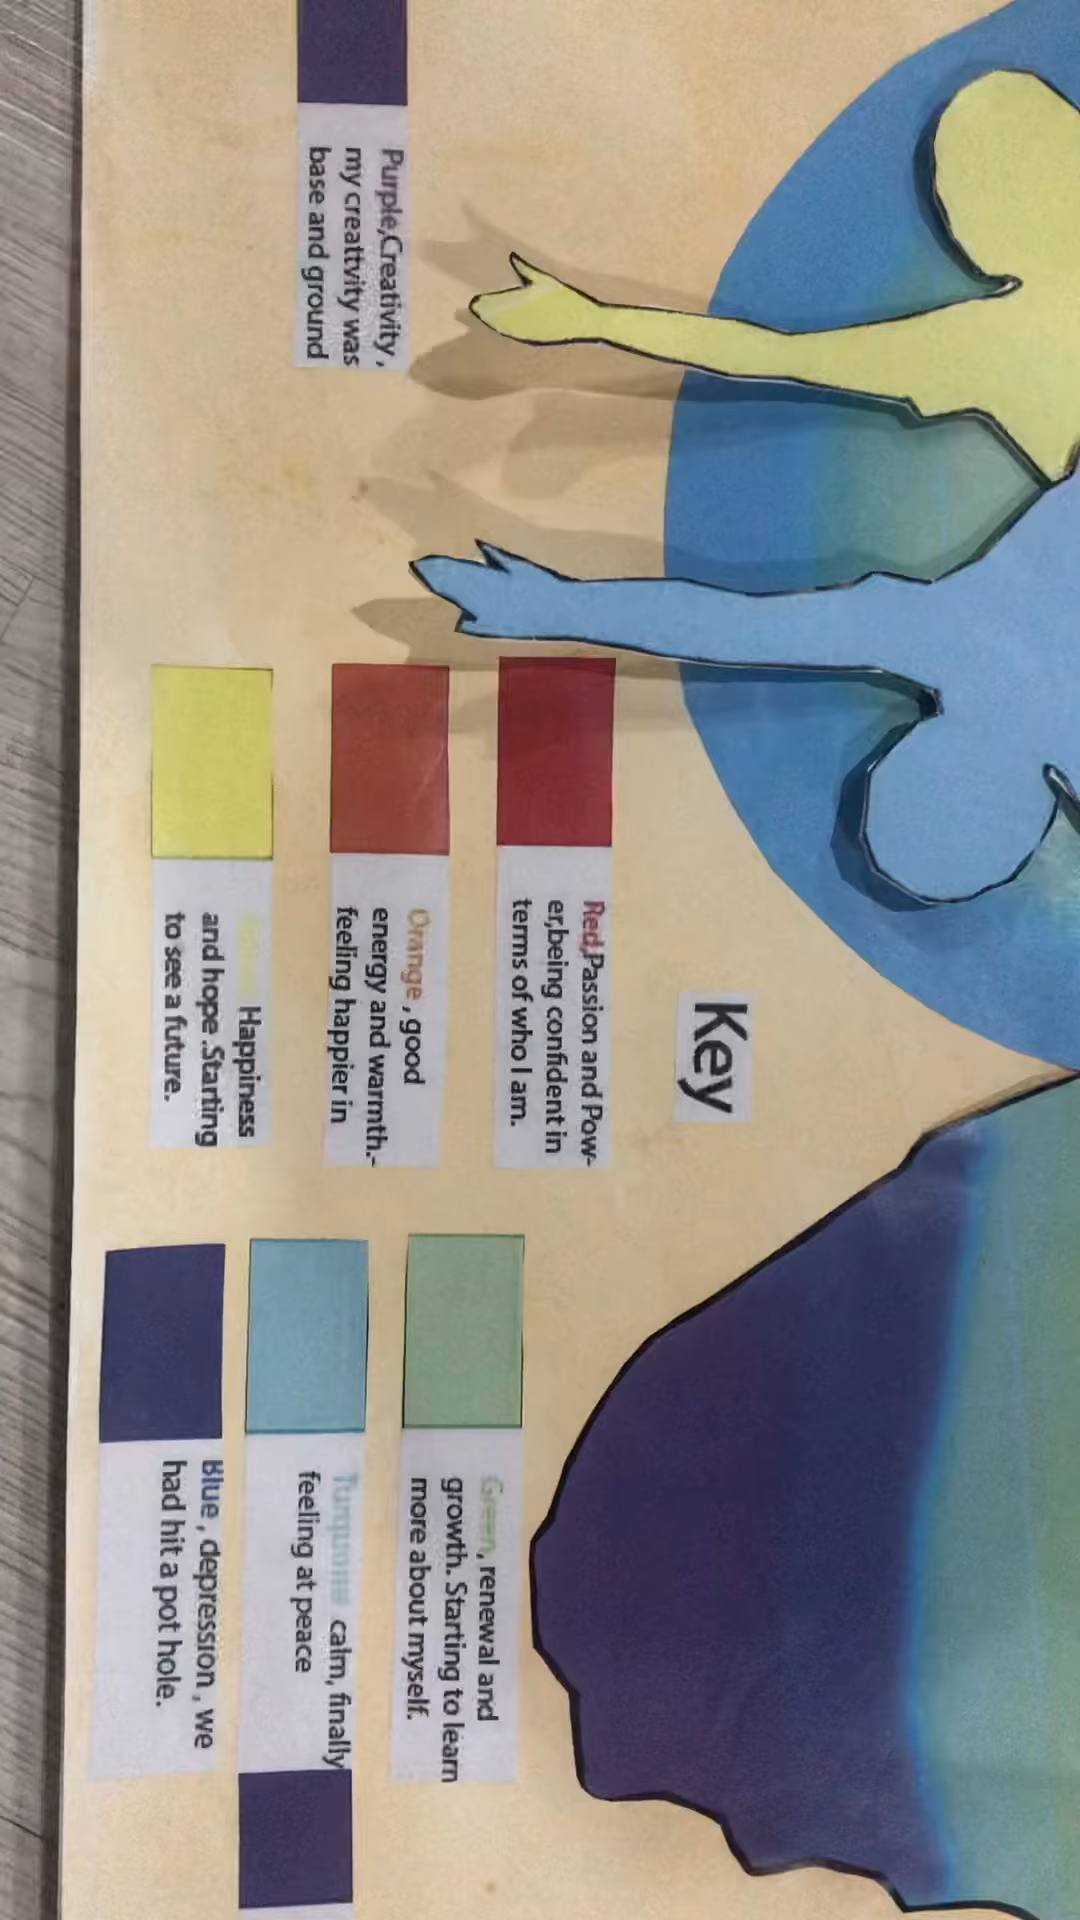 Key
Red,Passion and Pow-
er,being confident in
terms of who I am.
Orange , good
energy and warmth.-
feeling happier in
Happiness
and hope .Starting
to see a future.
Green, renewal and
growth. Starting to learn
more about myself.
Turquoise calm, finally
feeling at peace
Blue , depression , we
had hit a pot hole.
Purple,Creativity ,
my creattvity was
base and ground